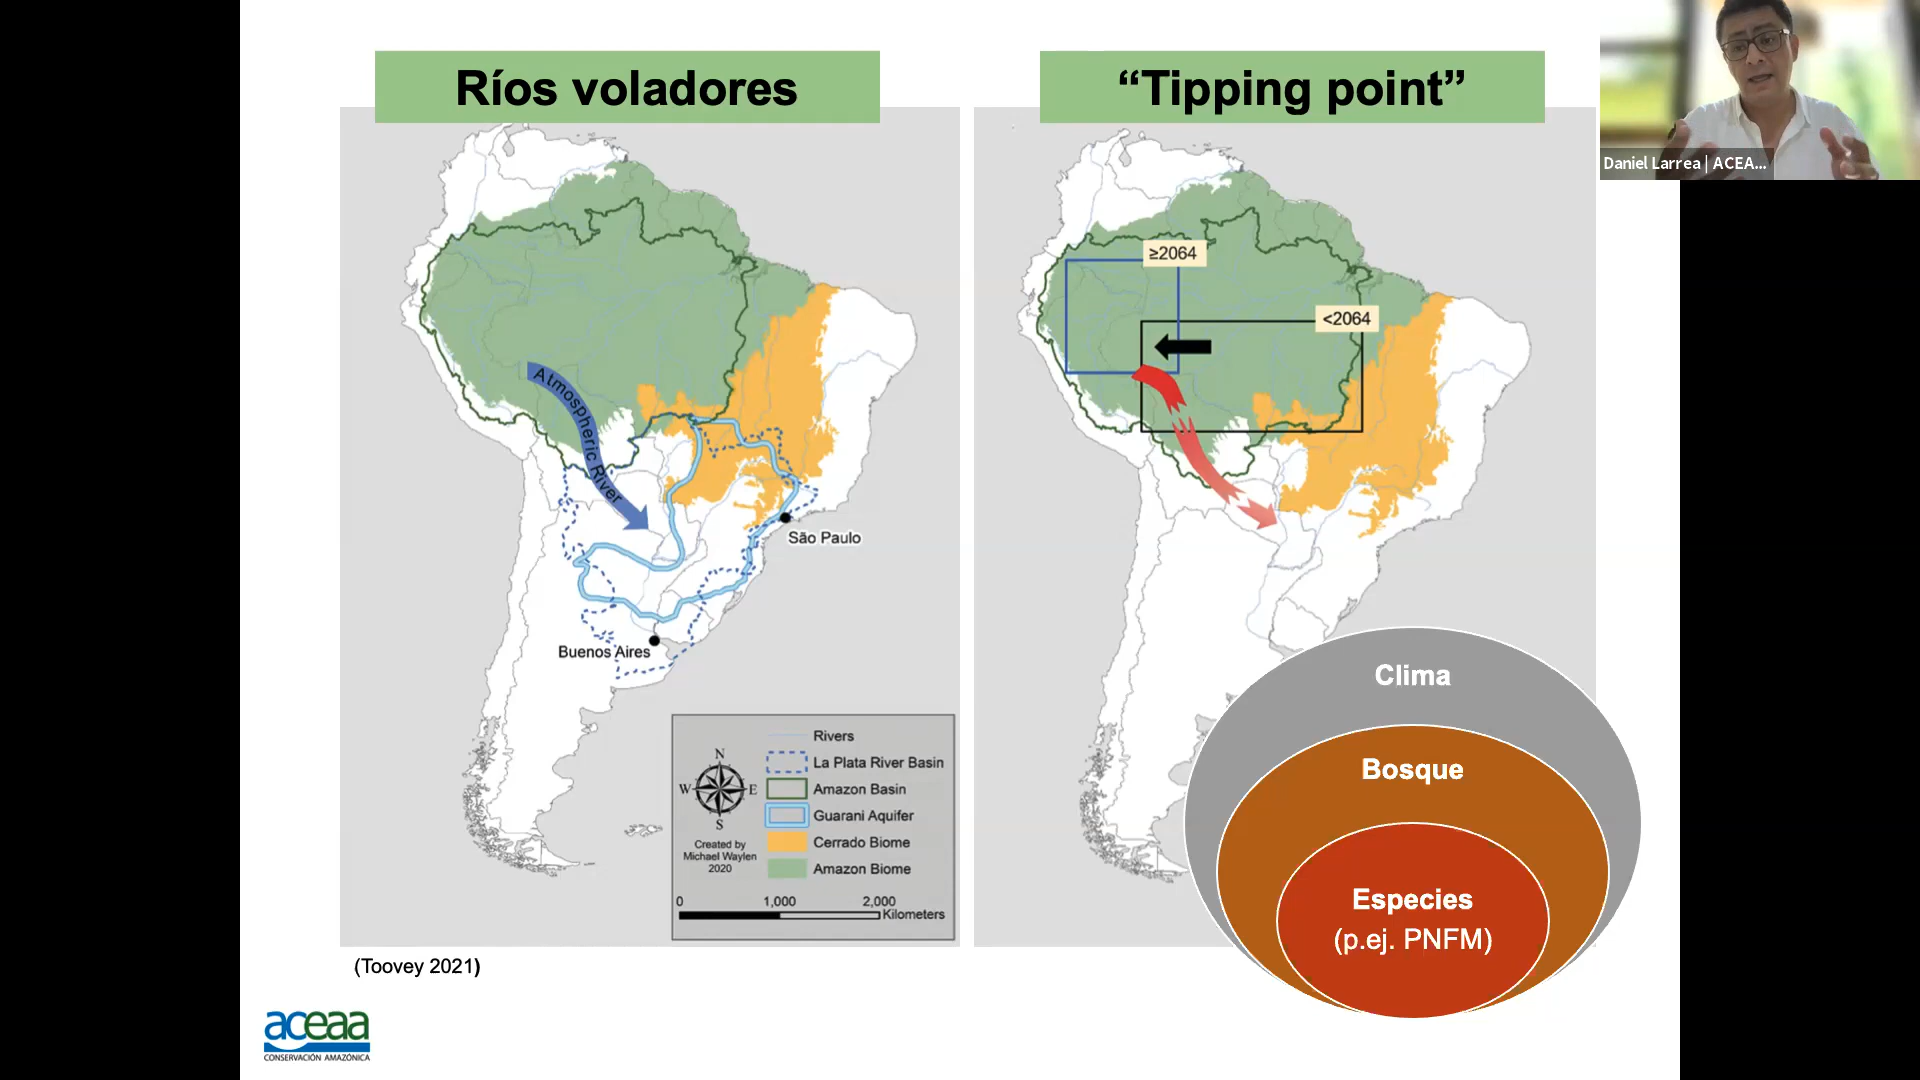 Ríos voladores
“Tipping point”
Daniel Larrea | ACEA...
≥2064
<2064
Atmospheric River
São Paulo
Buenos Aires
N
W
E
S
Created by
Michael Waylen
2020
Rivers
La Plata River Basin
Amazon Basin
Guarani Aquifer
Cerrado Biome
Amazon Biome
0 1,000 2,000
Kilometers
Clima
Bosque
Especies
(p.ej. PNFM)
(Toovey 2021)
aceaa
CONSERVACIÓN AMAZÓNICA